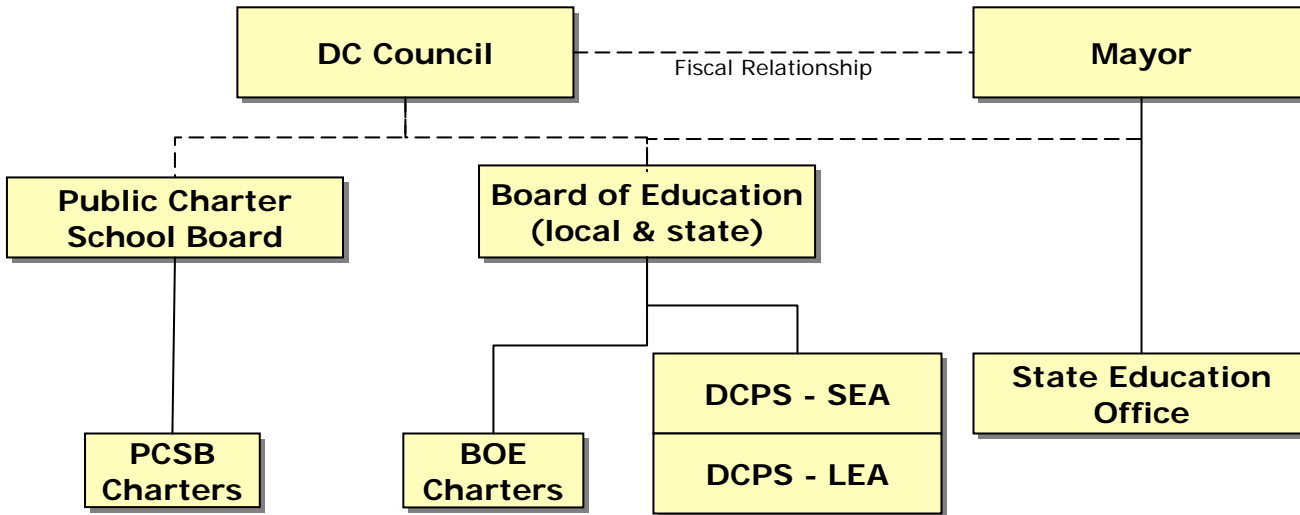 DC Council
Fiscal Relationship
Mayor
Public Charter
School Board
Board of Education
(local & state)
DCPS - SEA
State Education
Office
PCSB
Charters
BOE
Charters
DCPS - LEA